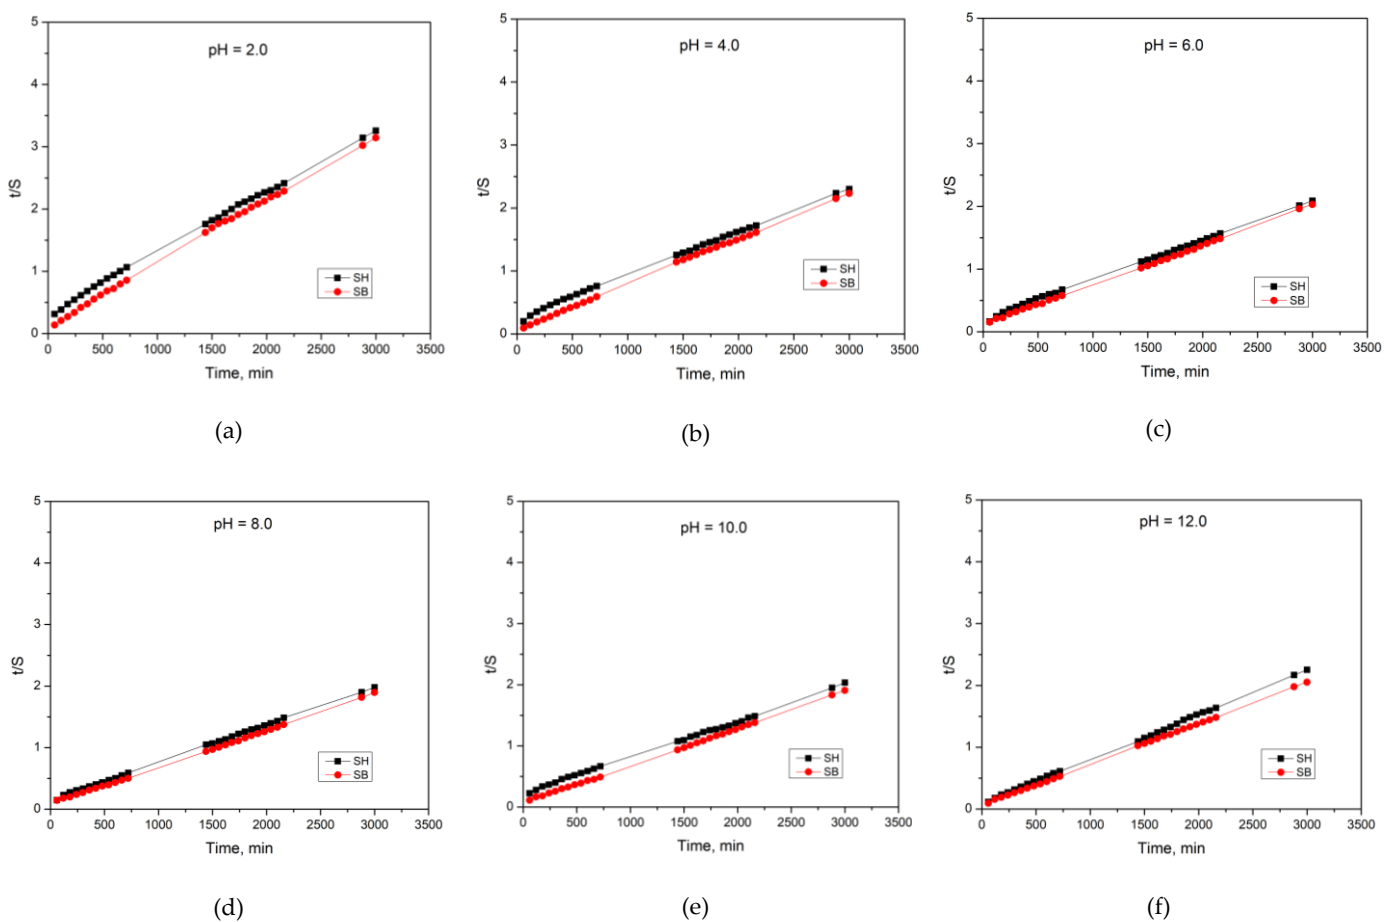 5
4
3
2
1
0
t/S
pH = 2.0
SH
SB
0 500 1000 1500 2000 2500 3000 3500
Time, min
(a)
5
4
3
2
1
0
t/S
pH = 4.0
SH
SB
0 500 1000 1500 2000 2500 3000 3500
Time, min
(b)
5
4
3
2
1
0
t/S
pH = 6.0
SH
SB
0 500 1000 1500 2000 2500 3000 3500
Time, min
(c)
5
4
3
2
1
0
t/S
pH = 8.0
SH
SB
0 500 1000 1500 2000 2500 3000 3500
Time, min
(d)
5
4
3
2
1
0
t/S
pH = 10.0
SH
SB
0 500 1000 1500 2000 2500 3000 3500
Time, min
(e)
5
4
3
2
1
0
t/S
pH = 12.0
SH
SB
0 500 1000 1500 2000 2500 3000 3500
Time, min
(f)